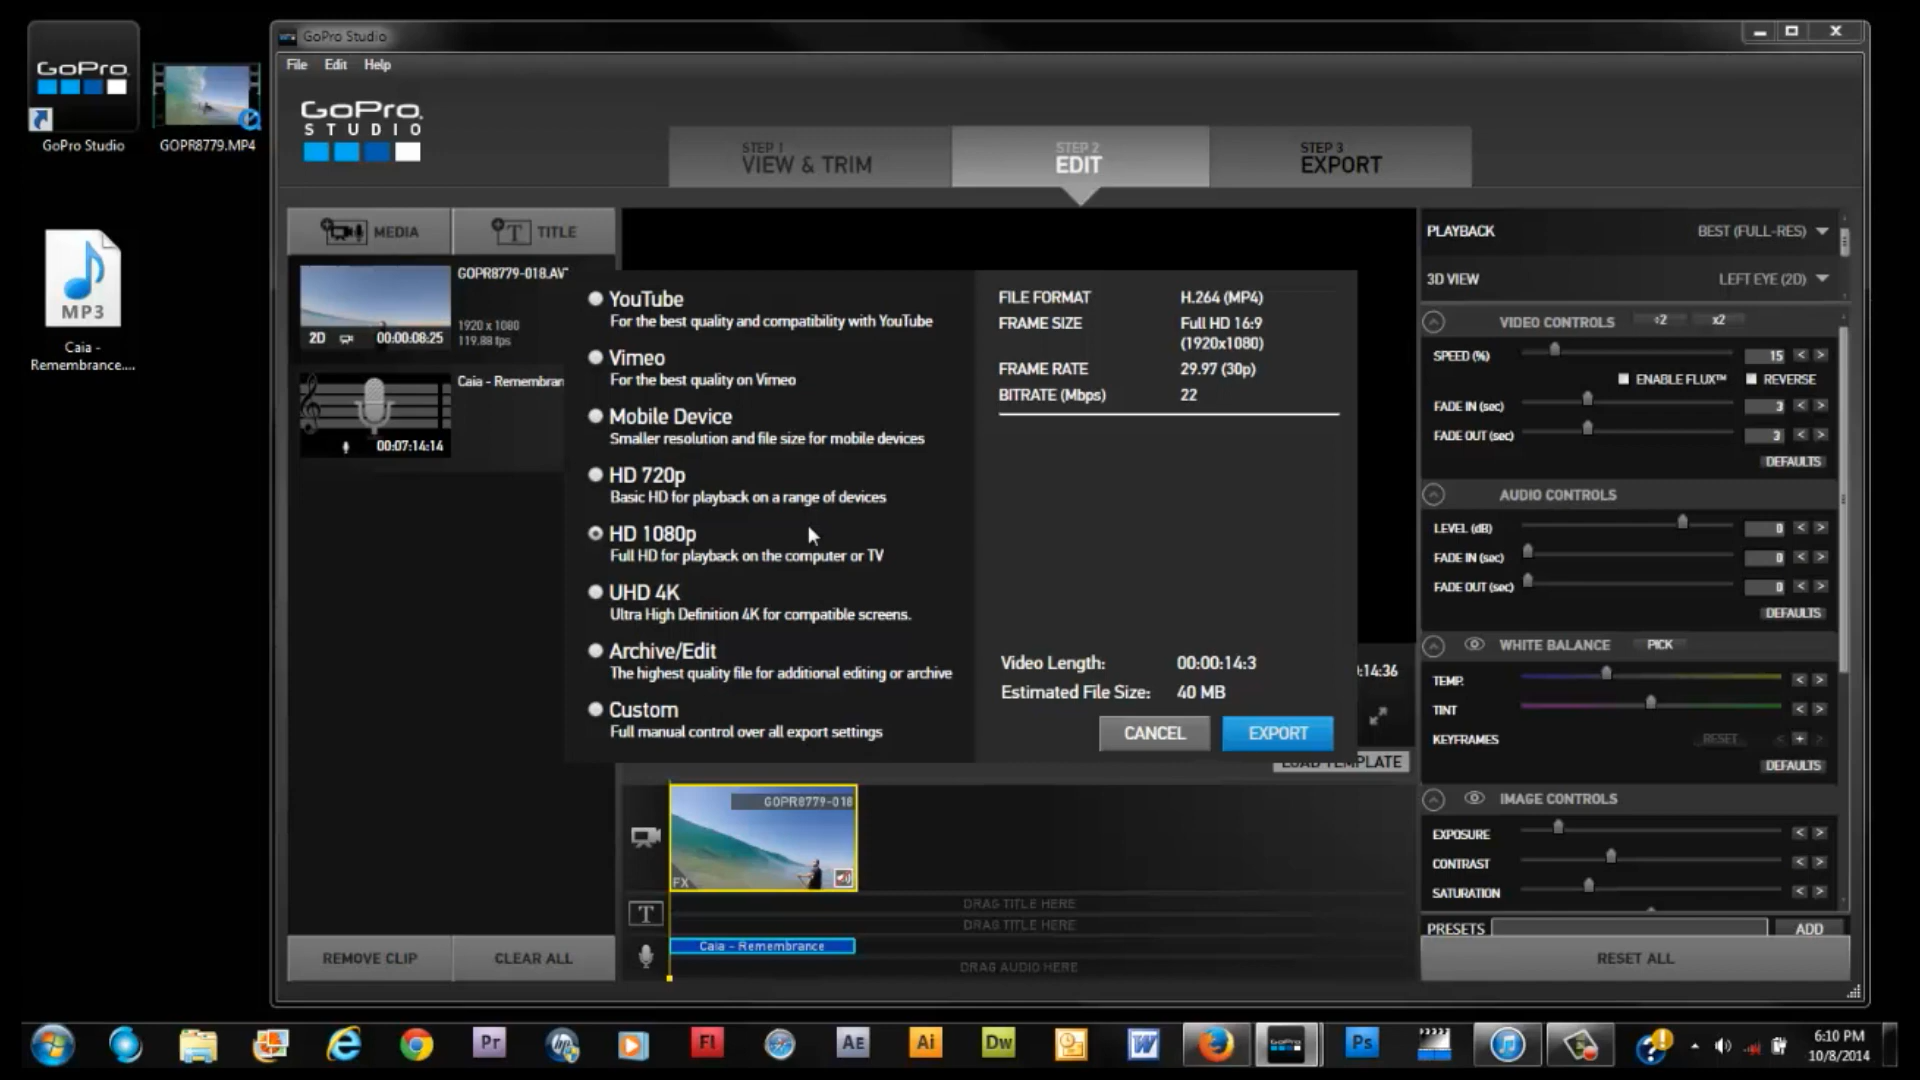 GoPro
GoPro Studio
GOPR8779.MP4
MP3
Caia -
Remembrance....
GoPro Studio
File Edit Help
GoPro
STUDIO
STEP 1
VIEW & TRIM
STEP 2
EDIT
STEP 3
EXPORT
MEDIA
T TITLE
GOPR8779-018.AV
2D 00:00:08:25
1920 x 1080
119.88 fps
Caia - Remembran
00:07:14:14
REMOVE CLIP
CLEAR ALL
YouTube
For the best quality and compatibility with YouTube
Vimeo
For the best quality on Vimeo
Mobile Device
Smaller resolution and file size for mobile devices
HD 720p
Basic HD for playback on a range of devices
HD 1080p
Full HD for playback on the computer or TV
UHD 4K
Ultra High Definition 4K for compatible screens.
Archive/Edit
The highest quality file for additional editing or archive
Custom
Full manual control over all export settings
FILE FORMAT H.264 (MP4)
FRAME SIZE Full HD 16:9
(1920x1080)
FRAME RATE 29.97 (30p)
BITRATE (Mbps) 22
Video Length: 00:00:14:3
Estimated File Size: 40 MB
CANCEL
EXPORT
:14:36
LOAD TEMPLATE
GOPR8779-018
FX
T
DRAG TITLE HERE
DRAG TITLE HERE
Caia - Remembrance
DRAG AUDIO HERE
PLAYBACK BEST (FULL-RES)
3D VIEW LEFT EYE (2D)
VIDEO CONTROLS ÷2 x2
SPEED (%) 15 < >
ENABLE FLUX™ REVERSE
FADE IN (sec) 3 < >
FADE OUT (sec) 3 < >
DEFAULTS
AUDIO CONTROLS
LEVEL (dB) 0 < >
FADE IN (sec) 0 < >
FADE OUT (sec) 0 < >
DEFAULTS
WHITE BALANCE PICK
TEMP. < >
TINT < >
KEYFRAMES RESET < + >
DEFAULTS
IMAGE CONTROLS
EXPOSURE < >
CONTRAST < >
SATURATION < >
PRESETS ADD
RESET ALL
Pr
hp
Fl
AE
Ai
Dw
W
GoPro
Ps
6:10 PM
10/8/2014